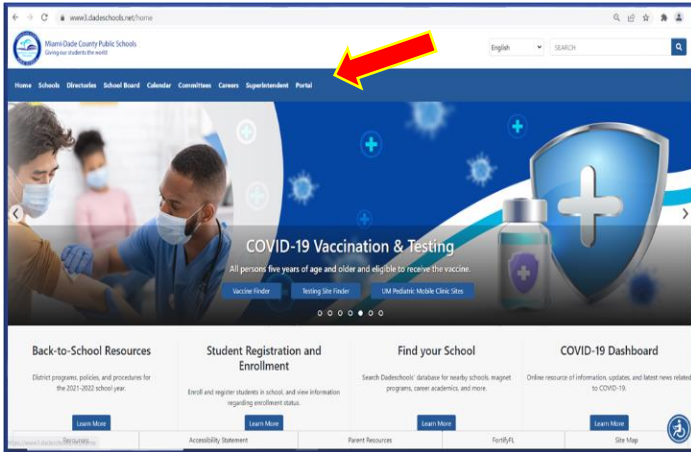 www3.dadeschools.net/home
Miami-Dade County Public Schools
Giving our students the world
English
SEARCH
Home Schools Directories School Board Calendar Committees Careers Superintendent Portal
COVID-19 Vaccination & Testing
All persons five years of age and older and eligible to receive the vaccine.
Vaccine Finder Testing Site Finder UM Pediatric Mobile Clinic Sites
Back-to-School Resources
District programs, policies, and procedures for
the 2021-2022 school year.
Learn More
Student Registration and
Enrollment
Enroll and register students in school, and view information
regarding enrollment status.
Learn More
Find your School
Search Dadeschools' database for nearby schools, magnet
programs, career academics, and more.
Learn More
COVID-19 Dashboard
Online resource of information, updates, and latest news related
to COVID-19.
Learn More
https://www3.dadeschools.net/home
Resources Accessibility Statement Parent Resources FortifyFL Site Map